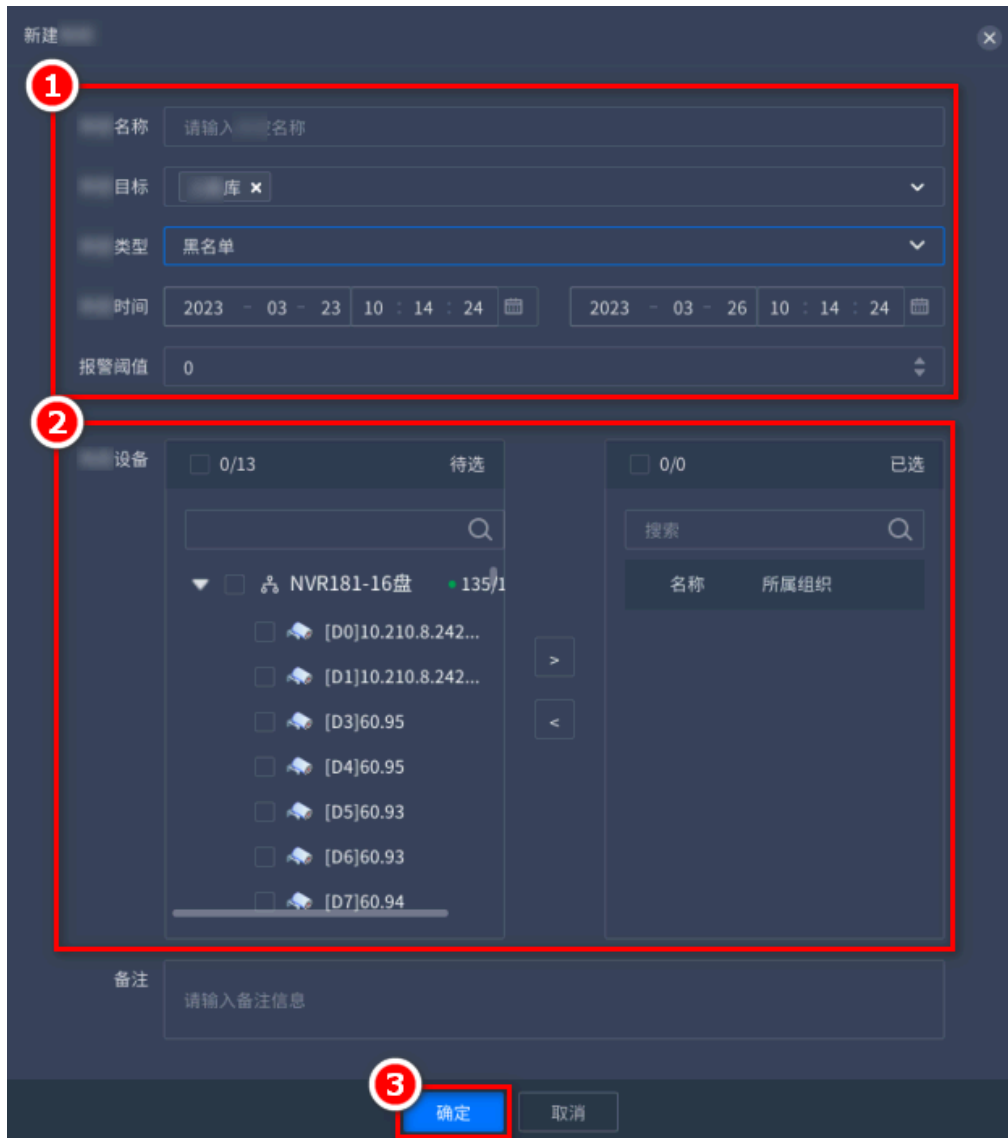 新建
1
名称 请输入 名称
目标 库 ×
类型 黑名单
时间 2023 - 03 - 23 10 : 14 : 24 2023 - 03 - 26 10 : 14 : 24
报警阈值 0
2
设备 0/13 待选 0/0 已选
搜索
NVR181-16盘 135/1
名称 所属组织
[D0]10.210.8.242...
[D1]10.210.8.242...
>
[D3]60.95
<
[D4]60.95
[D5]60.93
[D6]60.93
[D7]60.94
备注
请输入备注信息
3
确定 取消